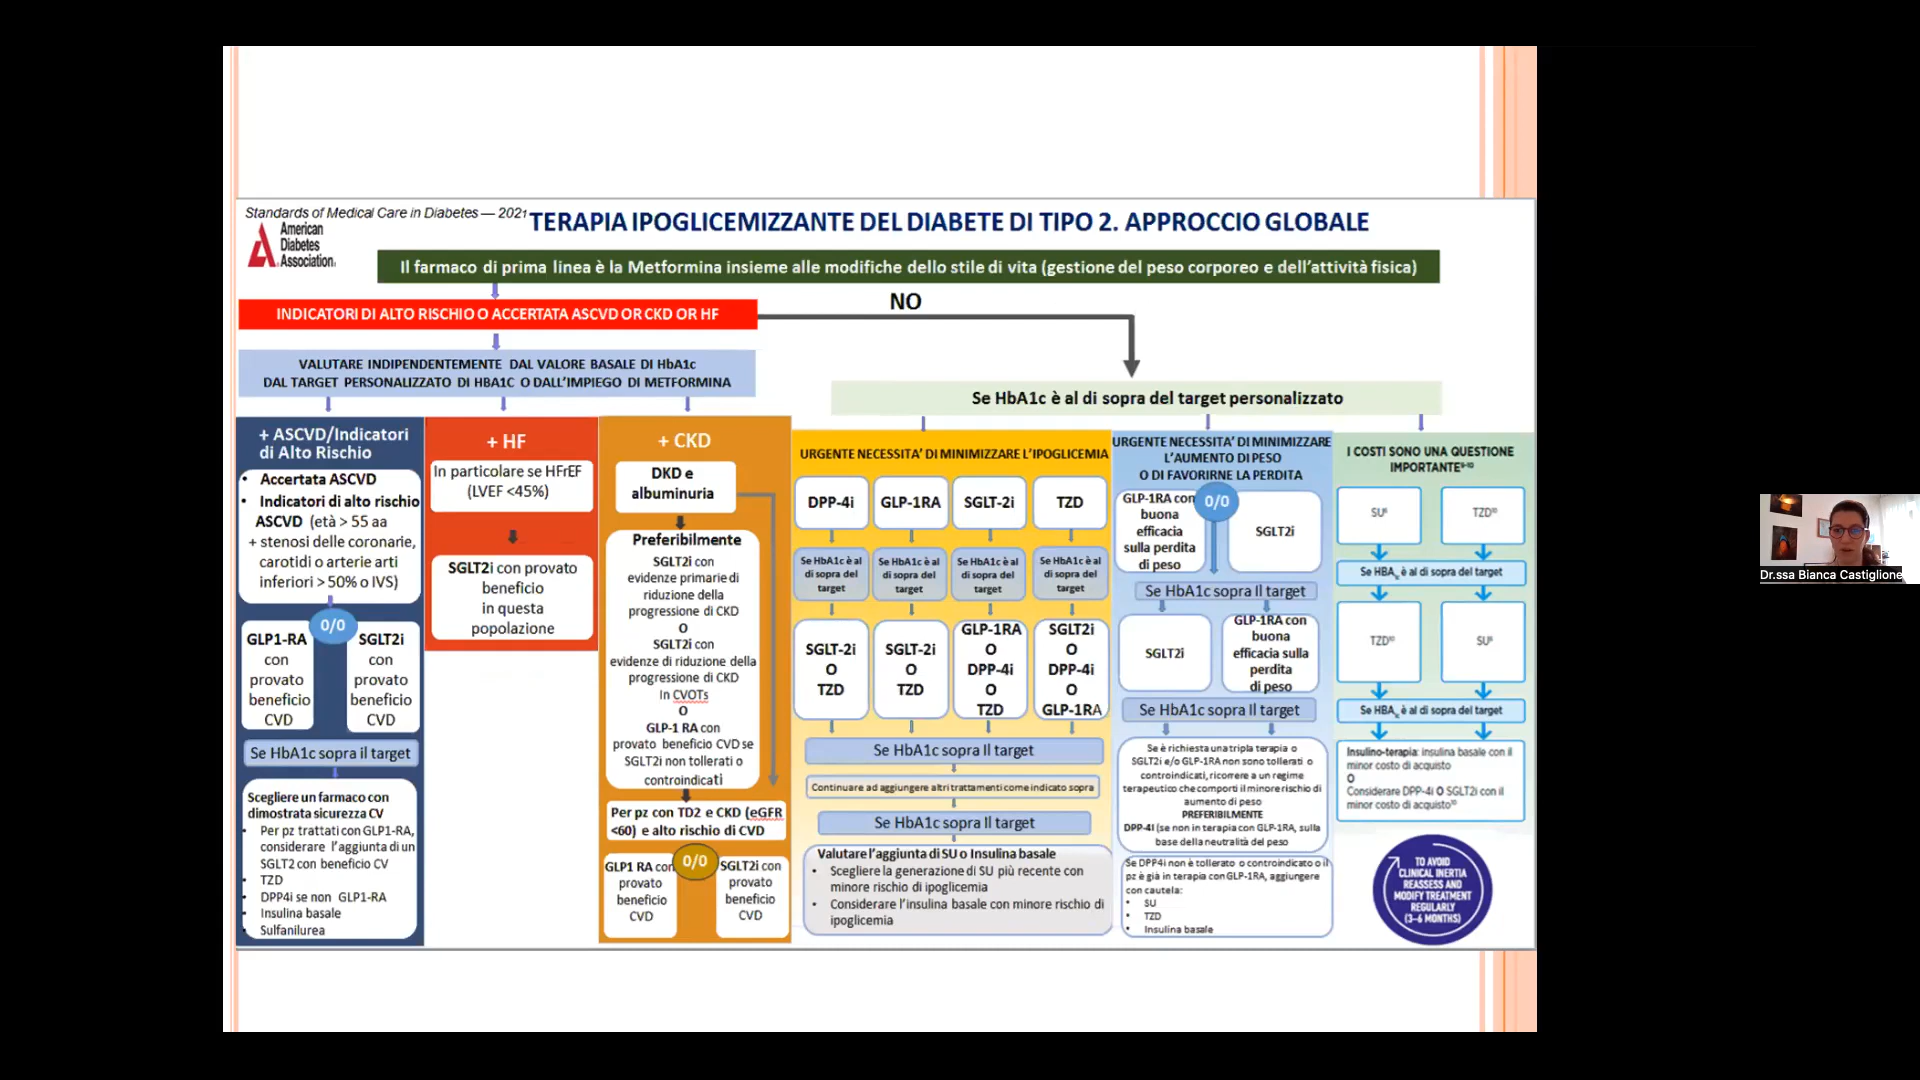 Standards of Medical Care in Diabetes — 2021
American
Diabetes
Association.
TERAPIA IPOGLICEMIZZANTE DEL DIABETE DI TIPO 2. APPROCCIO GLOBALE
Il farmaco di prima linea è la Metformina insieme alle modifiche dello stile di vita (gestione del peso corporeo e dell'attività fisica)
INDICATORI DI ALTO RISCHIO O ACCERTATA ASCVD OR CKD OR HF
NO
VALUTARE INDIPENDENTEMENTE DAL VALORE BASALE DI HbA1c
DAL TARGET PERSONALIZZATO DI HBA1C O DALL'IMPIEGO DI METFORMINA
Se HbA1c è al di sopra del target personalizzato
+ ASCVD/Indicatori
di Alto Rischio
• Accertata ASCVD
• Indicatori di alto rischio
ASCVD (età > 55 aa
+ stenosi delle coronarie,
carotidi o arterie arti
inferiori > 50% o IVS)
0/0
GLP1-RA
con
provato
beneficio
CVD
SGLT2i
con
provato
beneficio
CVD
Se HbA1c sopra il target
Scegliere un farmaco con
dimostrata sicurezza CV
• Per pz trattati con GLP1-RA,
considerare l'aggiunta di un
SGLT2 con beneficio CV
• TZD
• DPP4i se non GLP1-RA
• Insulina basale
• Sulfanilurea
+ HF
In particolare se HFrEF
(LVEF <45%)
SGLT2i con provato
beneficio
in questa
popolazione
+ CKD
DKD e
albuminuria
Preferibilmente
SGLT2i con
evidenze primarie di
riduzione della
progressione di CKD
O
SGLT2i con
evidenze di riduzione della
progressione di CKD
In CVOTs
O
GLP-1 RA con
provato beneficio CVD se
SGLT2i non tollerati o
controindicati
Per pz con TD2 e CKD (eGFR
<60) e alto rischio di CVD
0/0
GLP1 RA con
provato
beneficio
CVD
SGLT2i con
provato
beneficio
CVD
URGENTE NECESSITA' DI MINIMIZZARE L'IPOGLICEMIA
DPP-4i
GLP-1RA
SGLT-2i
TZD
Se HbA1c è al
di sopra del
target
Se HbA1c è al
di sopra del
target
Se HbA1c è al
di sopra del
target
Se HbA1c è al
di sopra del
target
SGLT-2i
O
TZD
SGLT-2i
O
TZD
GLP-1RA
O
DPP-4i
O
TZD
SGLT2i
O
DPP-4i
O
GLP-1RA
Se HbA1c sopra Il target
Continuare ad aggiungere altri trattamenti come indicato sopra
Se HbA1c sopra Il target
Valutare l'aggiunta di SU o Insulina basale
• Scegliere la generazione di SU più recente con
minore rischio di ipoglicemia
• Considerare l'insulina basale con minore rischio di
ipoglicemia
URGENTE NECESSITA' DI MINIMIZZARE
L'AUMENTO DI PESO
O DI FAVORIRNE LA PERDITA
GLP-1RA con
buona
efficacia
sulla perdita
di peso
0/0
SGLT2i
Se HbA1c sopra Il target
SGLT2i
GLP-1RA con
buona
efficacia sulla
perdita
di peso
Se HbA1c sopra Il target
Se è richiesta una tripla terapia o
SGLT2i e/o GLP-1RA non sono tollerati o
controindicati, ricorrere a un regime
terapeutico che comporti il minore rischio di
aumento di peso
PREFERIBILMENTE
DPP-4I (se non in terapia con GLP-1RA, sulla
base della neutralità del peso
Se DPP4i non è tollerato o controindicato o il
pz è già in terapia con GLP-1RA, aggiungere
con cautela:
• SU
• TZD
• Insulina basale
I COSTI SONO UNA QUESTIONE
IMPORTANTE⁹⁻¹⁰
SU⁶
TZD¹⁰
Se HBA1c è al di sopra del target
TZD¹⁰
SU⁶
Se HBA1c è al di sopra del target
Insulino-terapia: insulina basale con il
minor costo di acquisto
O
Considerare DPP-4i O SGLT2i con il
minor costo di acquisto¹⁰
TO AVOID
CLINICAL INERTIA
REASSESS AND
MODIFY TREATMENT
REGULARLY
(3–6 MONTHS)
Dr.ssa Bianca Castiglione